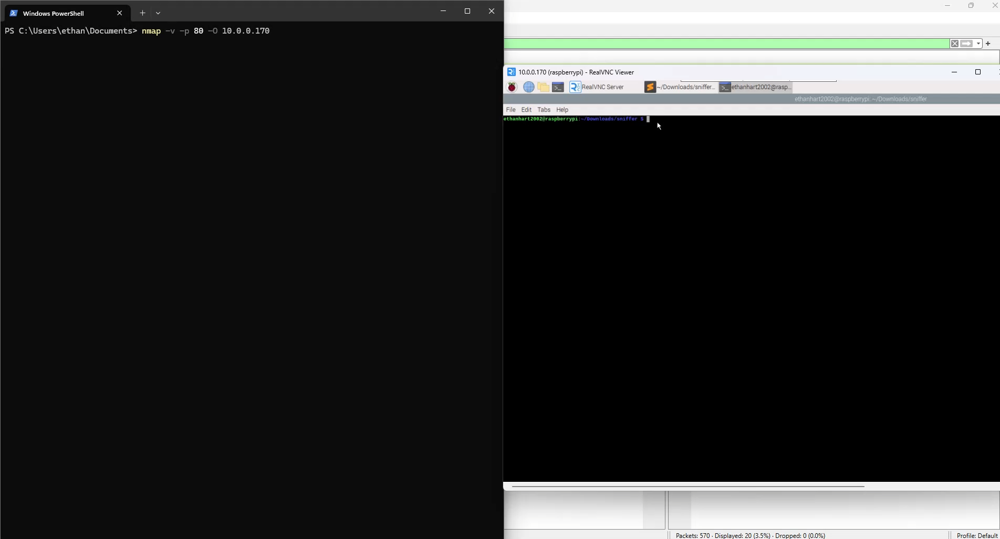 Windows PowerShell
PS C:\Users\ethan\Documents> nmap -v -p 80 -O 10.0.0.170
10.0.0.170 (raspberrypi) - RealVNC Viewer
RealVNC Server
~/Downloads/sniffer...
ethanhart2002@rasp...
ethanhart2002@raspberrypi: ~/Downloads/sniffer
File Edit Tabs Help
ethanhart2002@raspberrypi:~/Downloads/sniffer $
Packets: 570 · Displayed: 20 (3.5%) · Dropped: 0 (0.0%)
Profile: Default